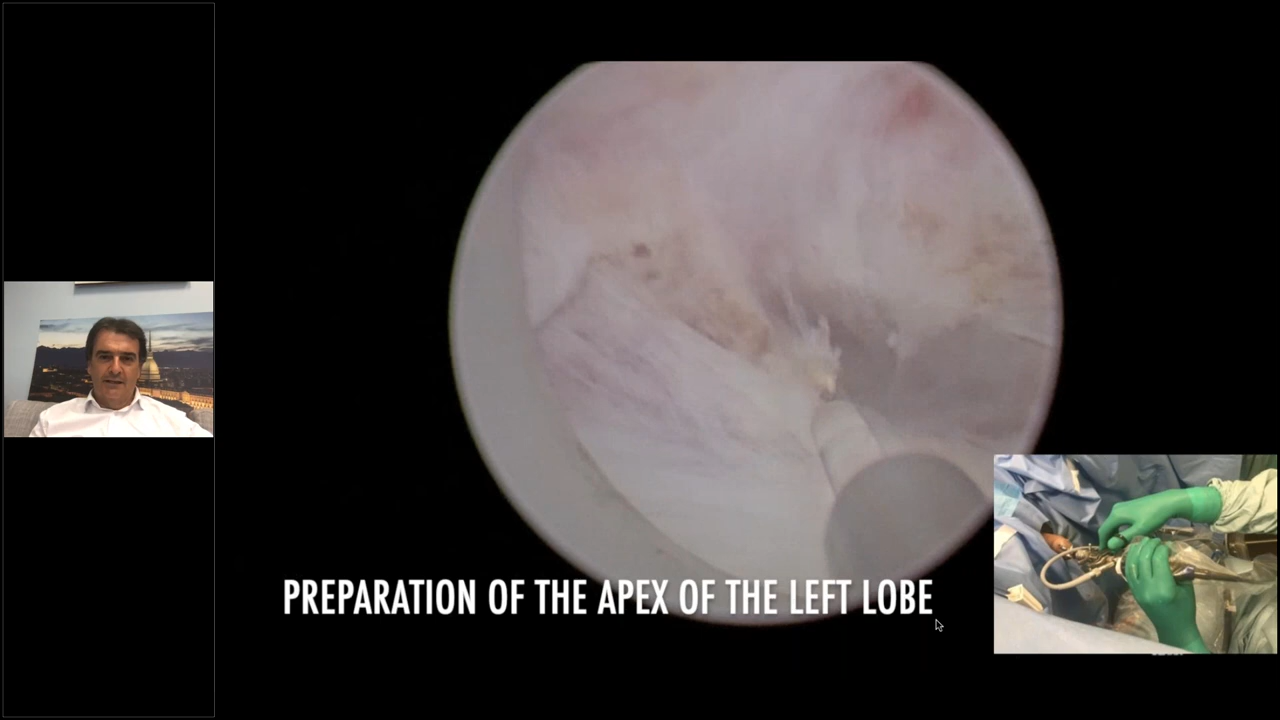 PREPARATION OF THE APEX OF THE LEFT LOBE